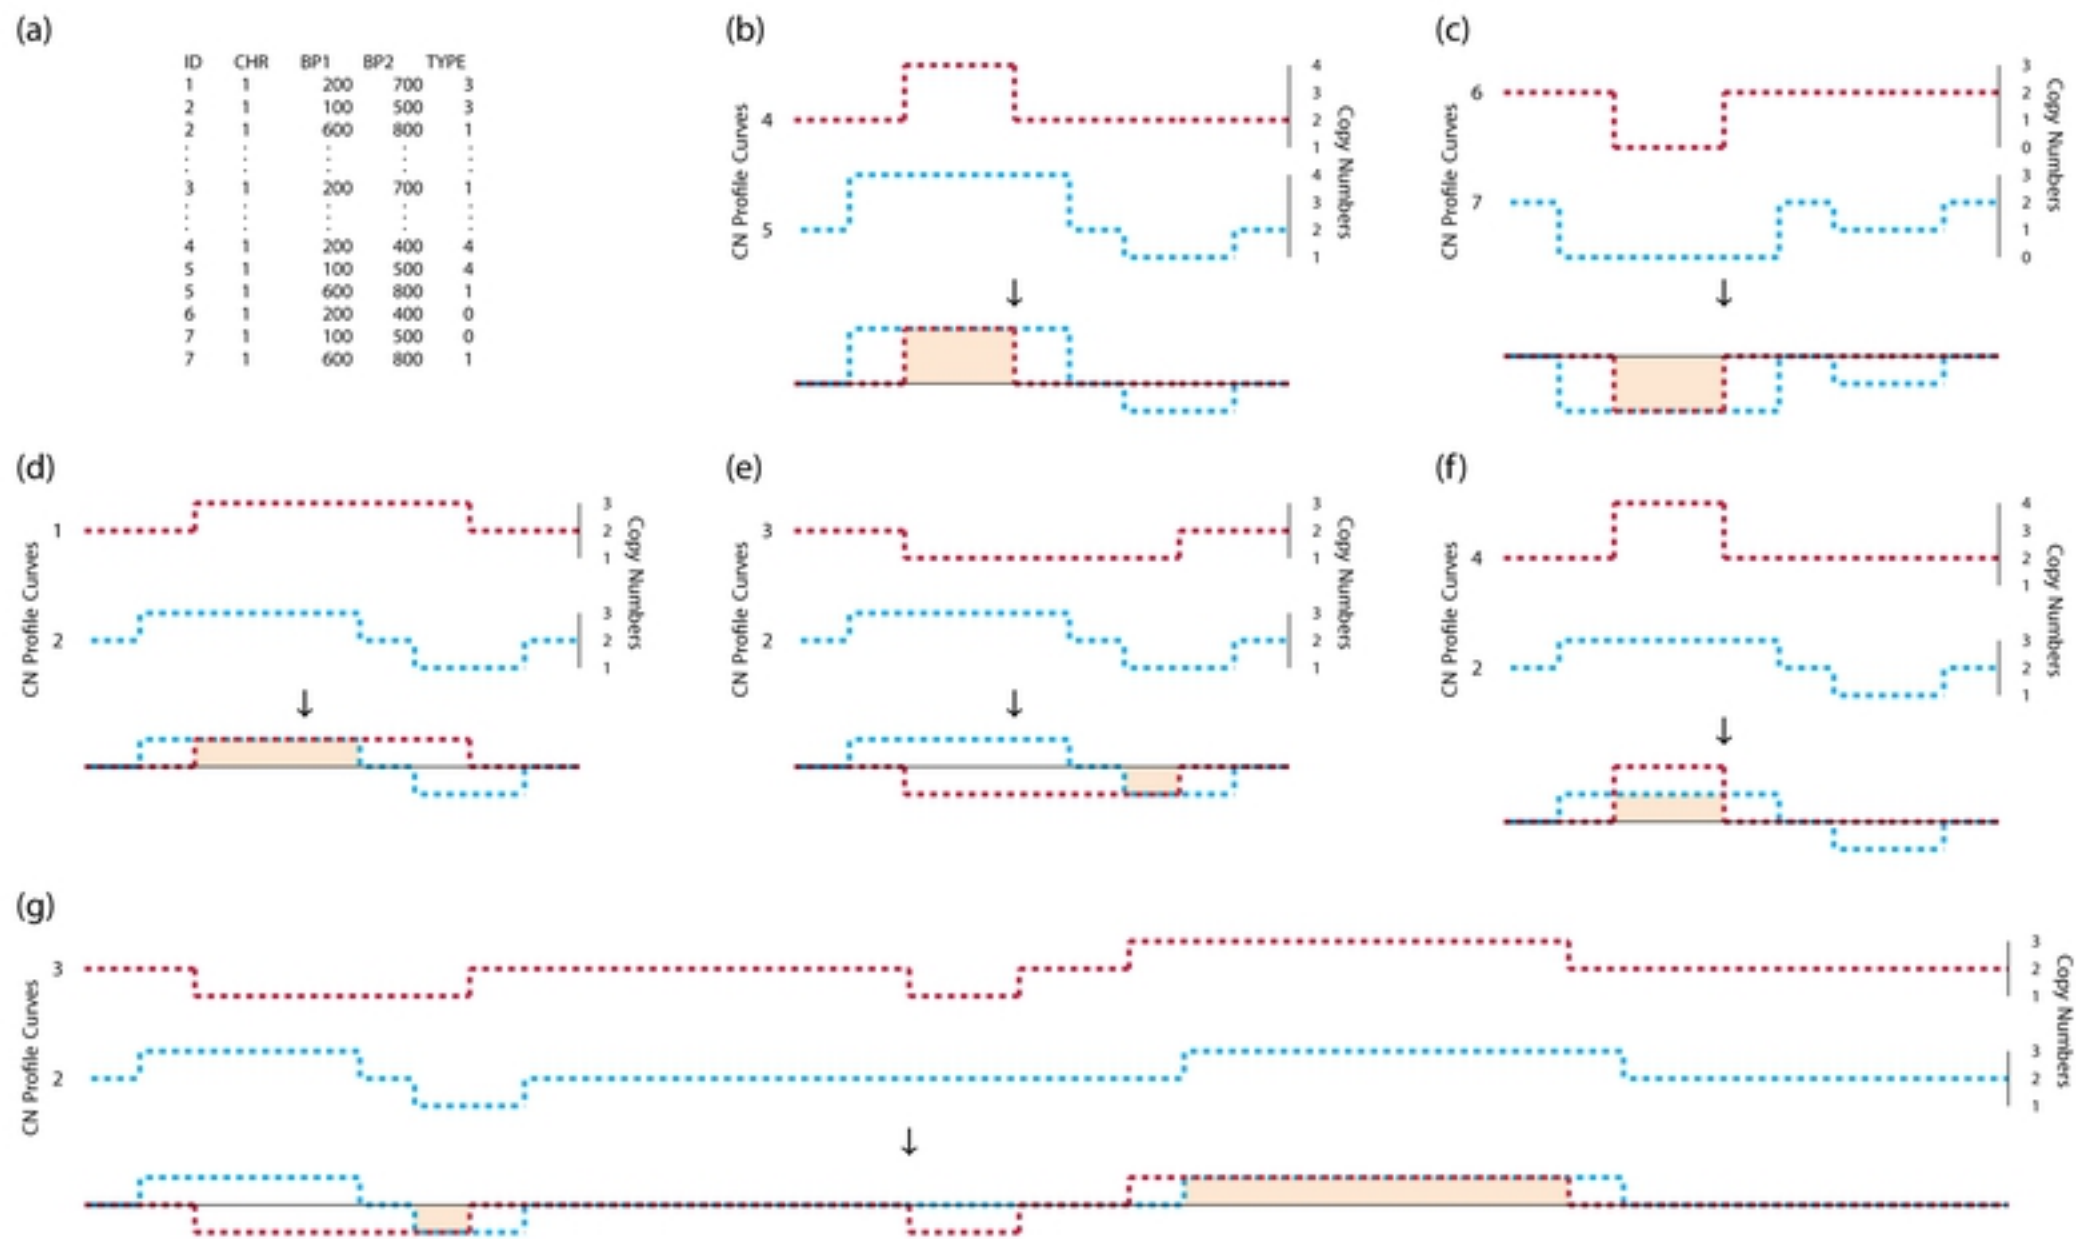 (a)
ID CHR BP1 BP2 TYPE
1 1 200 700 3
2 1 100 500 3
2 1 600 800 1
3 1 200 700 1
4 1 200 400 4
5 1 100 500 4
5 1 600 800 1
6 1 200 400 0
7 1 100 500 0
7 1 600 800 1
(b)
CN Profile Curves
4
5
4
3
2
1
4
3
2
1
Copy Numbers
(c)
CN Profile Curves
6
7
3
2
1
0
3
2
1
0
Copy Numbers
(d)
CN Profile Curves
1
2
3
2
1
3
2
1
Copy Numbers
(e)
CN Profile Curves
3
2
3
2
1
3
2
1
Copy Numbers
(f)
CN Profile Curves
4
2
4
3
2
1
3
2
1
Copy Numbers
(g)
CN Profile Curves
3
2
3
2
1
3
2
1
Copy Numbers